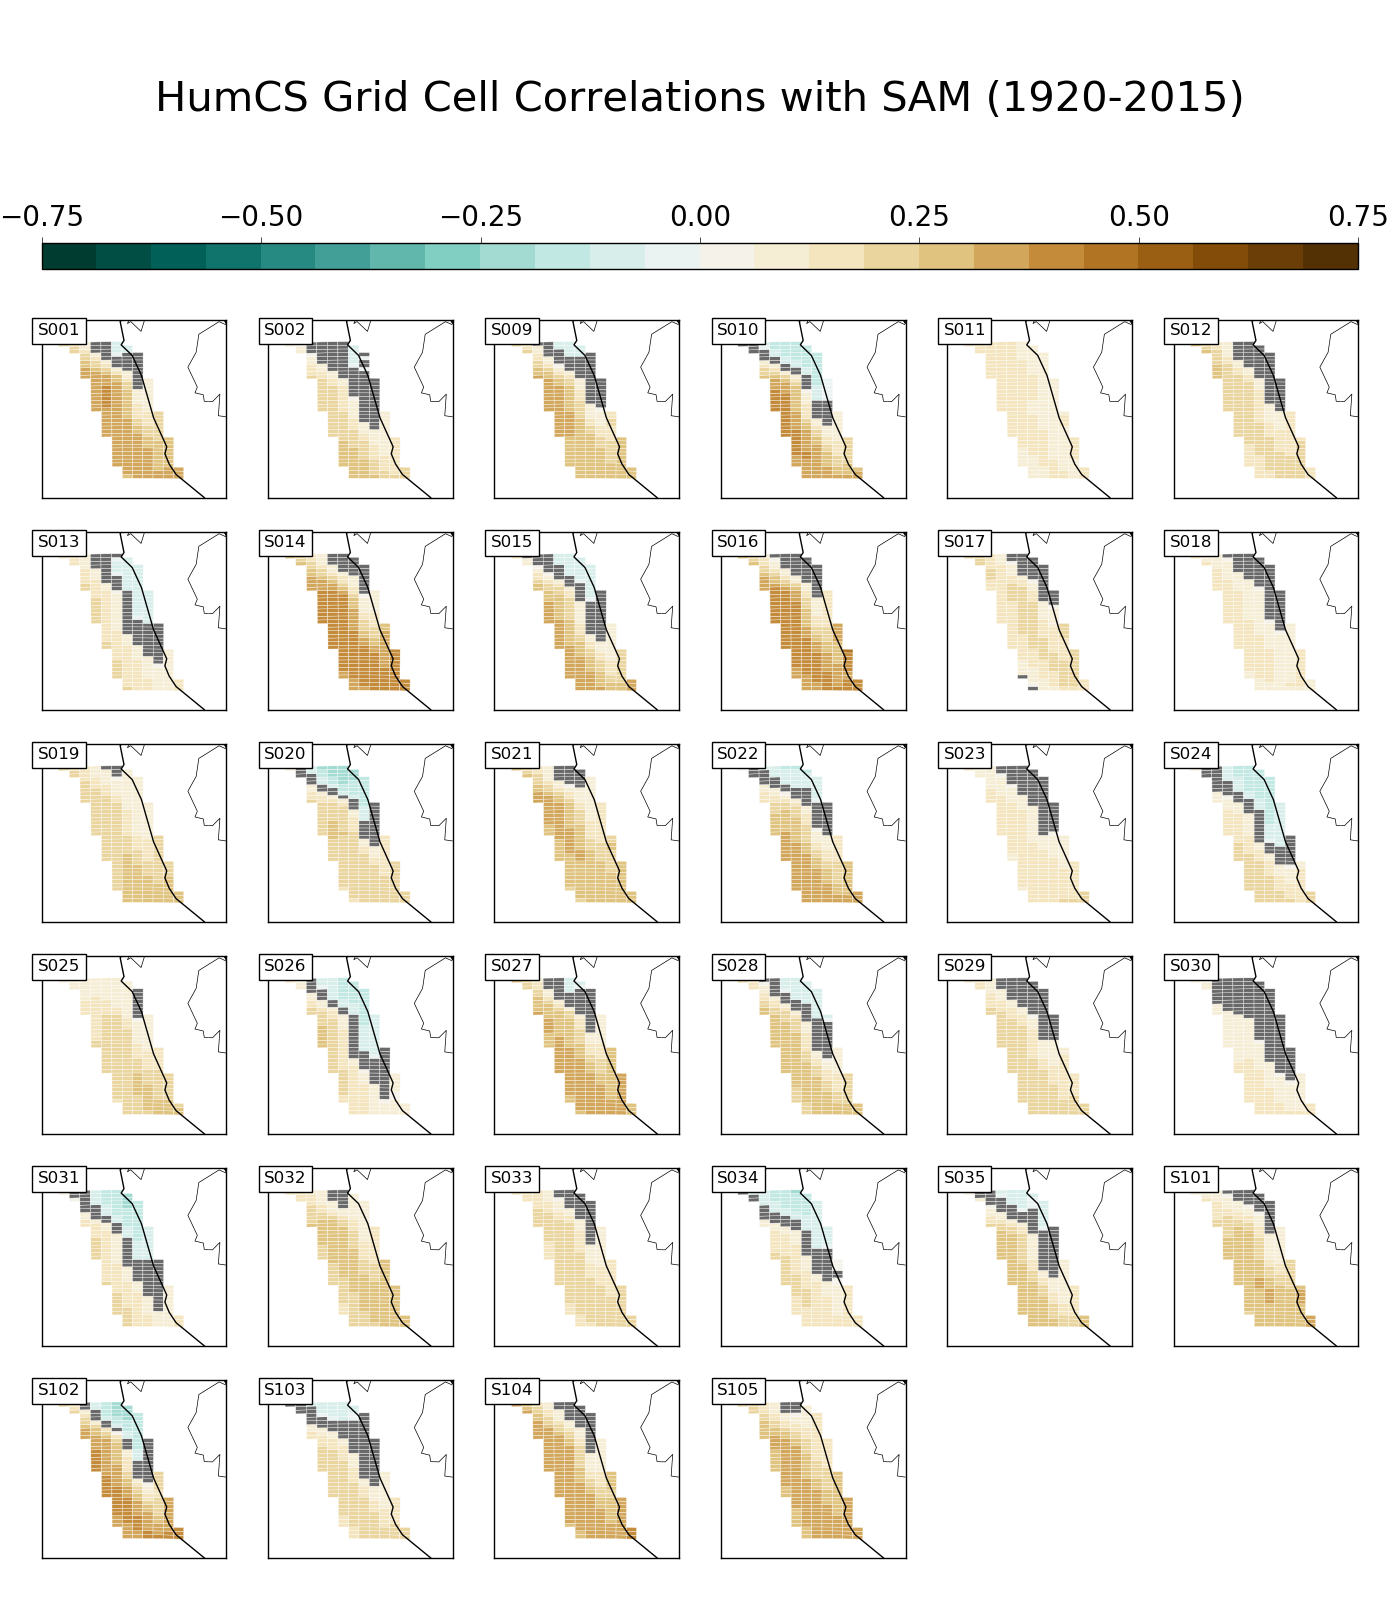 HumCS Grid Cell Correlations with SAM (1920-2015)
−0.75 −0.50 −0.25 0.00 0.25 0.50 0.75
S001 S002 S009 S010 S011 S012
S013 S014 S015 S016 S017 S018
S019 S020 S021 S022 S023 S024
S025 S026 S027 S028 S029 S030
S031 S032 S033 S034 S035 S101
S102 S103 S104 S105